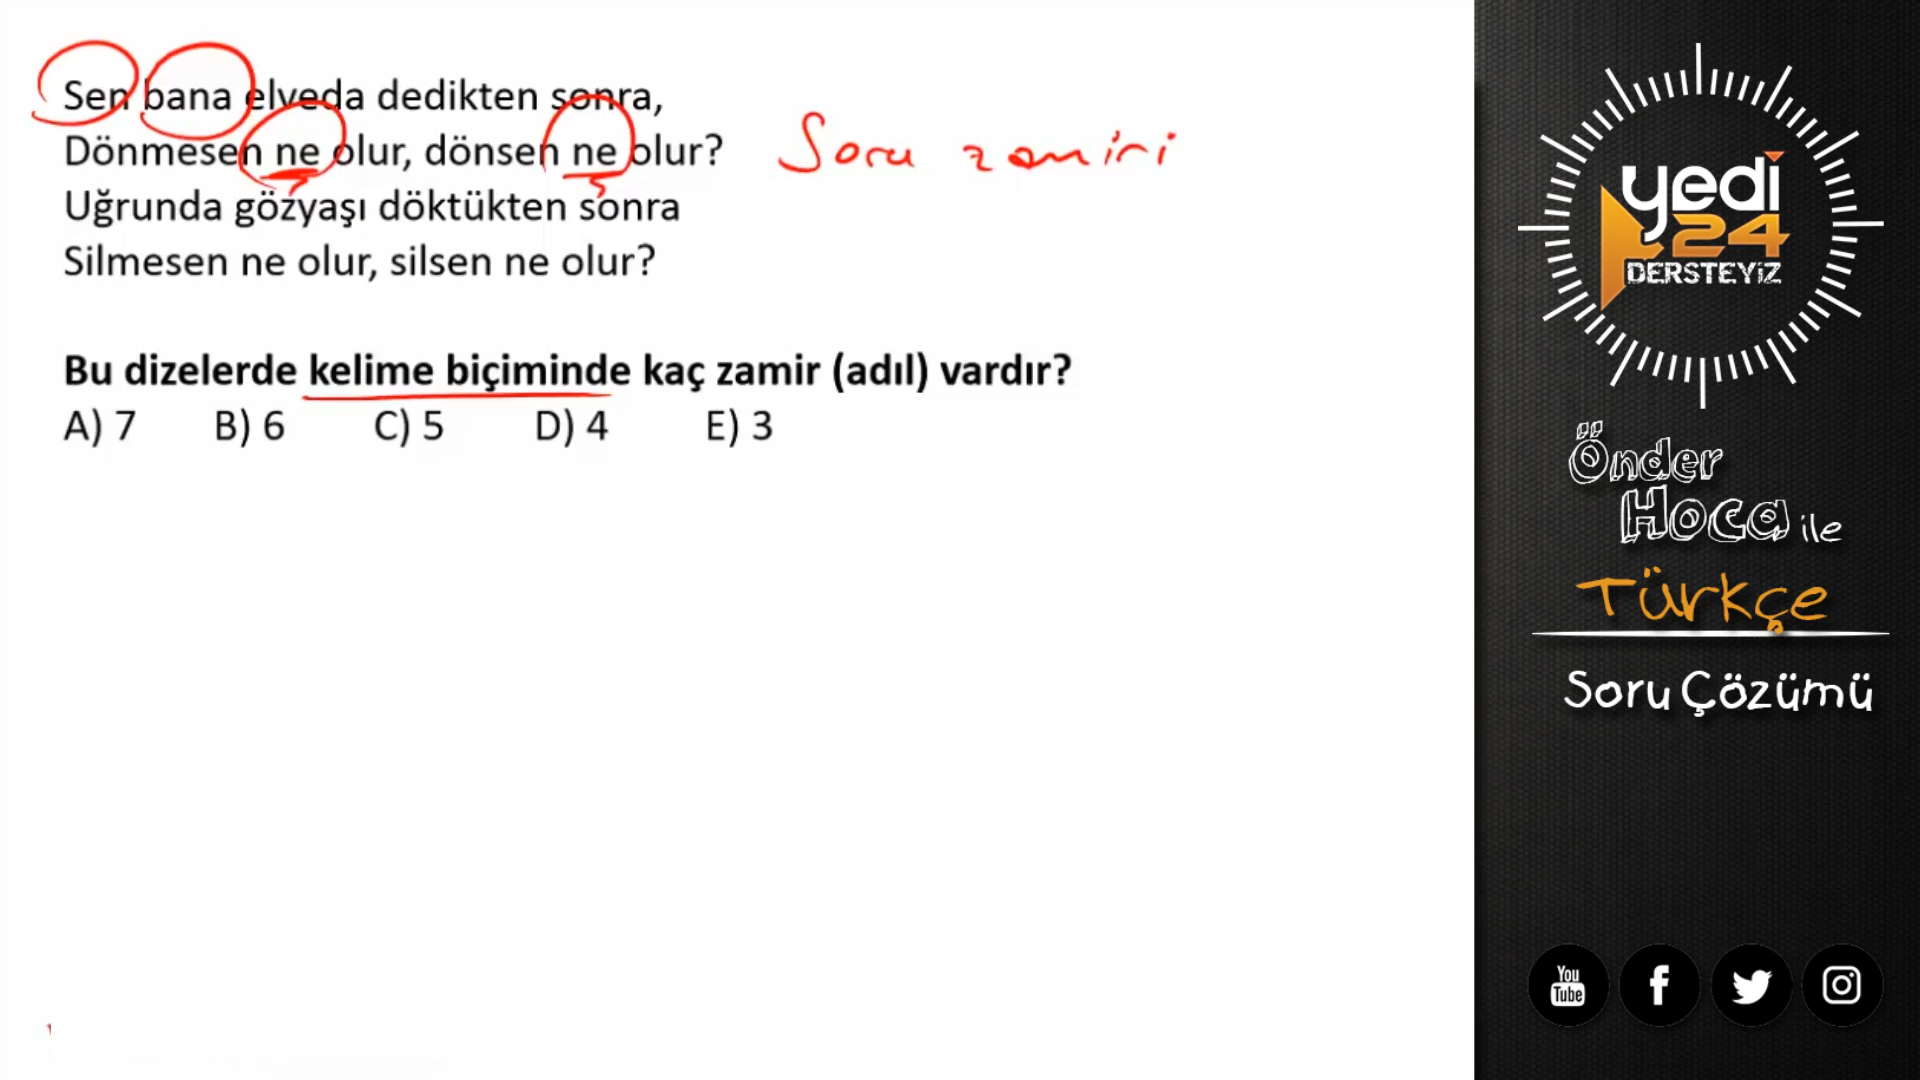 Sen bana elveda dedikten sonra,
Dönmesen ne olur, dönsen ne olur? Soru zamiri
Uğrunda gözyaşı döktükten sonra
Silmesen ne olur, silsen ne olur?
Bu dizelerde kelime biçiminde kaç zamir (adıl) vardır?
A) 7 B) 6 C) 5 D) 4 E) 3
yedi
24
DERSTEYİZ
Önder
Hoca ile
Türkçe
Soru Çözümü
You
Tube